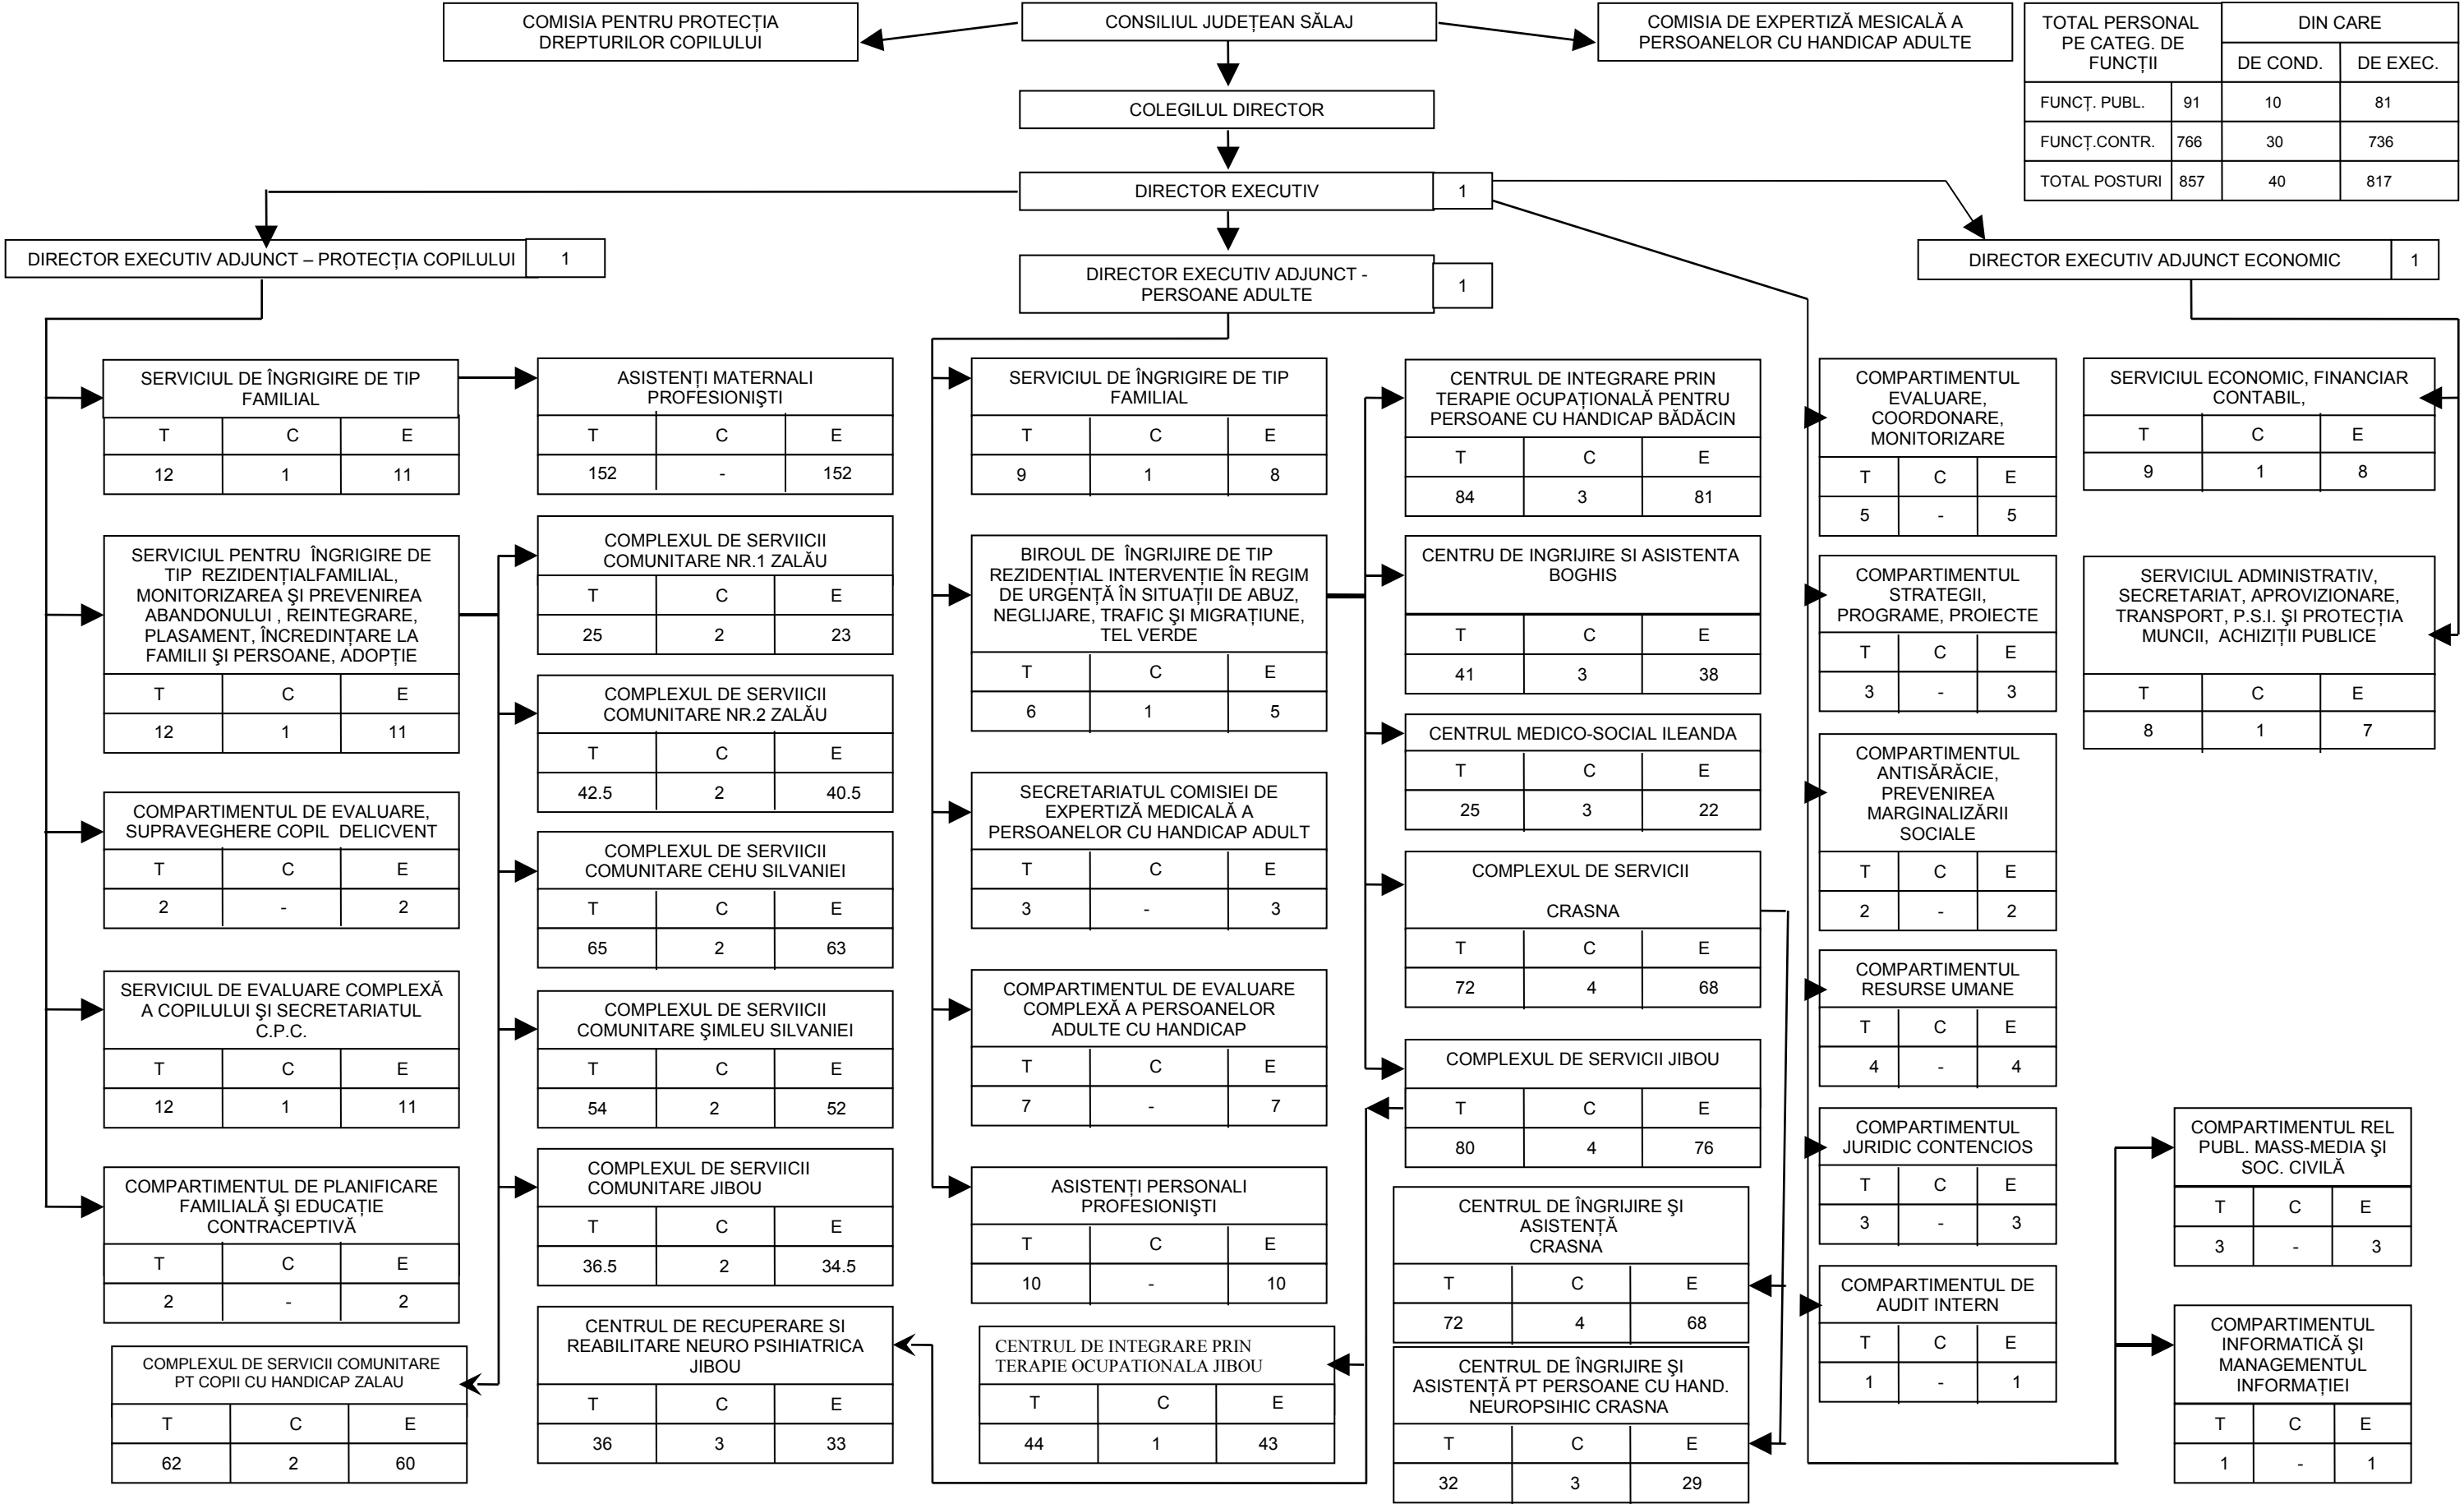 COMISIA PENTRU PROTECȚIA
DREPTURILOR COPILULUI
CONSILIUL JUDEȚEAN SĂLAJ
COMISIA DE EXPERTIZĂ MESICALĂ A
PERSOANELOR CU HANDICAP ADULTE
TOTAL PERSONAL
PE CATEG. DE
FUNCȚII
DIN CARE
DE COND. DE EXEC.
FUNCȚ. PUBL. 91 10 81
FUNCȚ.CONTR. 766 30 736
TOTAL POSTURI 857 40 817
COLEGILUL DIRECTOR
DIRECTOR EXECUTIV 1
DIRECTOR EXECUTIV ADJUNCT – PROTECȚIA COPILULUI 1
DIRECTOR EXECUTIV ADJUNCT -
PERSOANE ADULTE
1
DIRECTOR EXECUTIV ADJUNCT ECONOMIC 1
SERVICIUL DE ÎNGRIGIRE DE TIP
FAMILIAL
T C E
12 1 11
SERVICIUL PENTRU ÎNGRIGIRE DE
TIP REZIDENȚIALFAMILIAL,
MONITORIZAREA ŞI PREVENIREA
ABANDONULUI , REINTEGRARE,
PLASAMENT, ÎNCREDINȚARE LA
FAMILII ŞI PERSOANE, ADOPȚIE
T C E
12 1 11
COMPARTIMENTUL DE EVALUARE,
SUPRAVEGHERE COPIL DELICVENT
T C E
2 - 2
SERVICIUL DE EVALUARE COMPLEXĂ
A COPILULUI ŞI SECRETARIATUL
C.P.C.
T C E
12 1 11
COMPARTIMENTUL DE PLANIFICARE
FAMILIALĂ ŞI EDUCAȚIE
CONTRACEPTIVĂ
T C E
2 - 2
COMPLEXUL DE SERVICII COMUNITARE
PT COPII CU HANDICAP ZALAU
T C E
62 2 60
ASISTENȚI MATERNALI
PROFESIONIŞTI
T C E
152 - 152
COMPLEXUL DE SERVIICII
COMUNITARE NR.1 ZALĂU
T C E
25 2 23
COMPLEXUL DE SERVIICII
COMUNITARE NR.2 ZALĂU
T C E
42.5 2 40.5
COMPLEXUL DE SERVIICII
COMUNITARE CEHU SILVANIEI
T C E
65 2 63
COMPLEXUL DE SERVIICII
COMUNITARE ŞIMLEU SILVANIEI
T C E
54 2 52
COMPLEXUL DE SERVIICII
COMUNITARE JIBOU
T C E
36.5 2 34.5
CENTRUL DE RECUPERARE SI
REABILITARE NEURO PSIHIATRICA
JIBOU
T C E
36 3 33
SERVICIUL DE ÎNGRIGIRE DE TIP
FAMILIAL
T C E
9 1 8
BIROUL DE ÎNGRIJIRE DE TIP
REZIDENȚIAL INTERVENȚIE ÎN REGIM
DE URGENȚĂ ÎN SITUAȚII DE ABUZ,
NEGLIJARE, TRAFIC ŞI MIGRAȚIUNE,
TEL VERDE
T C E
6 1 5
SECRETARIATUL COMISIEI DE
EXPERTIZĂ MEDICALĂ A
PERSOANELOR CU HANDICAP ADULT
T C E
3 - 3
COMPARTIMENTUL DE EVALUARE
COMPLEXĂ A PERSOANELOR
ADULTE CU HANDICAP
T C E
7 - 7
ASISTENȚI PERSONALI
PROFESIONIŞTI
T C E
10 - 10
CENTRUL DE INTEGRARE PRIN
TERAPIE OCUPATIONALA JIBOU
T C E
44 1 43
CENTRUL DE INTEGRARE PRIN
TERAPIE OCUPAȚIONALĂ PENTRU
PERSOANE CU HANDICAP BĂDĂCIN
T C E
84 3 81
CENTRU DE INGRIJIRE SI ASISTENTA
BOGHIS
T C E
41 3 38
CENTRUL MEDICO-SOCIAL ILEANDA
T C E
25 3 22
COMPLEXUL DE SERVICII
CRASNA
T C E
72 4 68
COMPLEXUL DE SERVICII JIBOU
T C E
80 4 76
CENTRUL DE ÎNGRIJIRE ŞI
ASISTENȚĂ
CRASNA
T C E
72 4 68
CENTRUL DE ÎNGRIJIRE ŞI
ASISTENȚĂ PT PERSOANE CU HAND.
NEUROPSIHIC CRASNA
T C E
32 3 29
COMPARTIMENTUL
EVALUARE,
COORDONARE,
MONITORIZARE
T C E
5 - 5
COMPARTIMENTUL
STRATEGII,
PROGRAME, PROIECTE
T C E
3 - 3
COMPARTIMENTUL
ANTISĂRĂCIE,
PREVENIREA
MARGINALIZĂRII
SOCIALE
T C E
2 - 2
COMPARTIMENTUL
RESURSE UMANE
T C E
4 - 4
COMPARTIMENTUL
JURIDIC CONTENCIOS
T C E
3 - 3
COMPARTIMENTUL DE
AUDIT INTERN
T C E
1 - 1
SERVICIUL ECONOMIC, FINANCIAR
CONTABIL,
T C E
9 1 8
SERVICIUL ADMINISTRATIV,
SECRETARIAT, APROVIZIONARE,
TRANSPORT, P.S.I. ŞI PROTECȚIA
MUNCII, ACHIZIȚII PUBLICE
T C E
8 1 7
COMPARTIMENTUL REL
PUBL. MASS-MEDIA ŞI
SOC. CIVILĂ
T C E
3 - 3
COMPARTIMENTUL
INFORMATICĂ ŞI
MANAGEMENTUL
INFORMAȚIEI
T C E
1 - 1